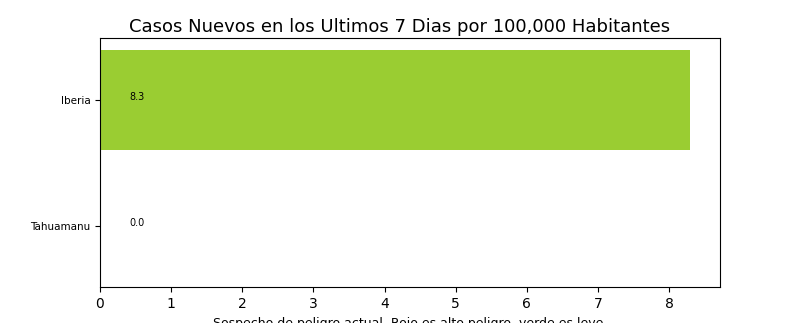 Casos Nuevos en los Ultimos 7 Dias por 100,000 Habitantes
Iberia
8.3
Tahuamanu
0.0
0 1 2 3 4 5 6 7 8
Sospecho de peligro actual. Rojo es alto peligro, verde es leve